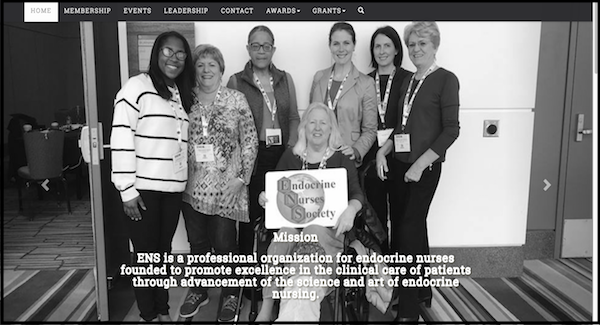 HOME MEMBERSHIP EVENTS LEADERSHIP CONTACT AWARDS GRANTS
Endocrine
Nurses
Society
Mission
ENS is a professional organization for endocrine nurses
founded to promote excellence in the clinical care of patients
through advancement of the science and art of endocrine
nursing.